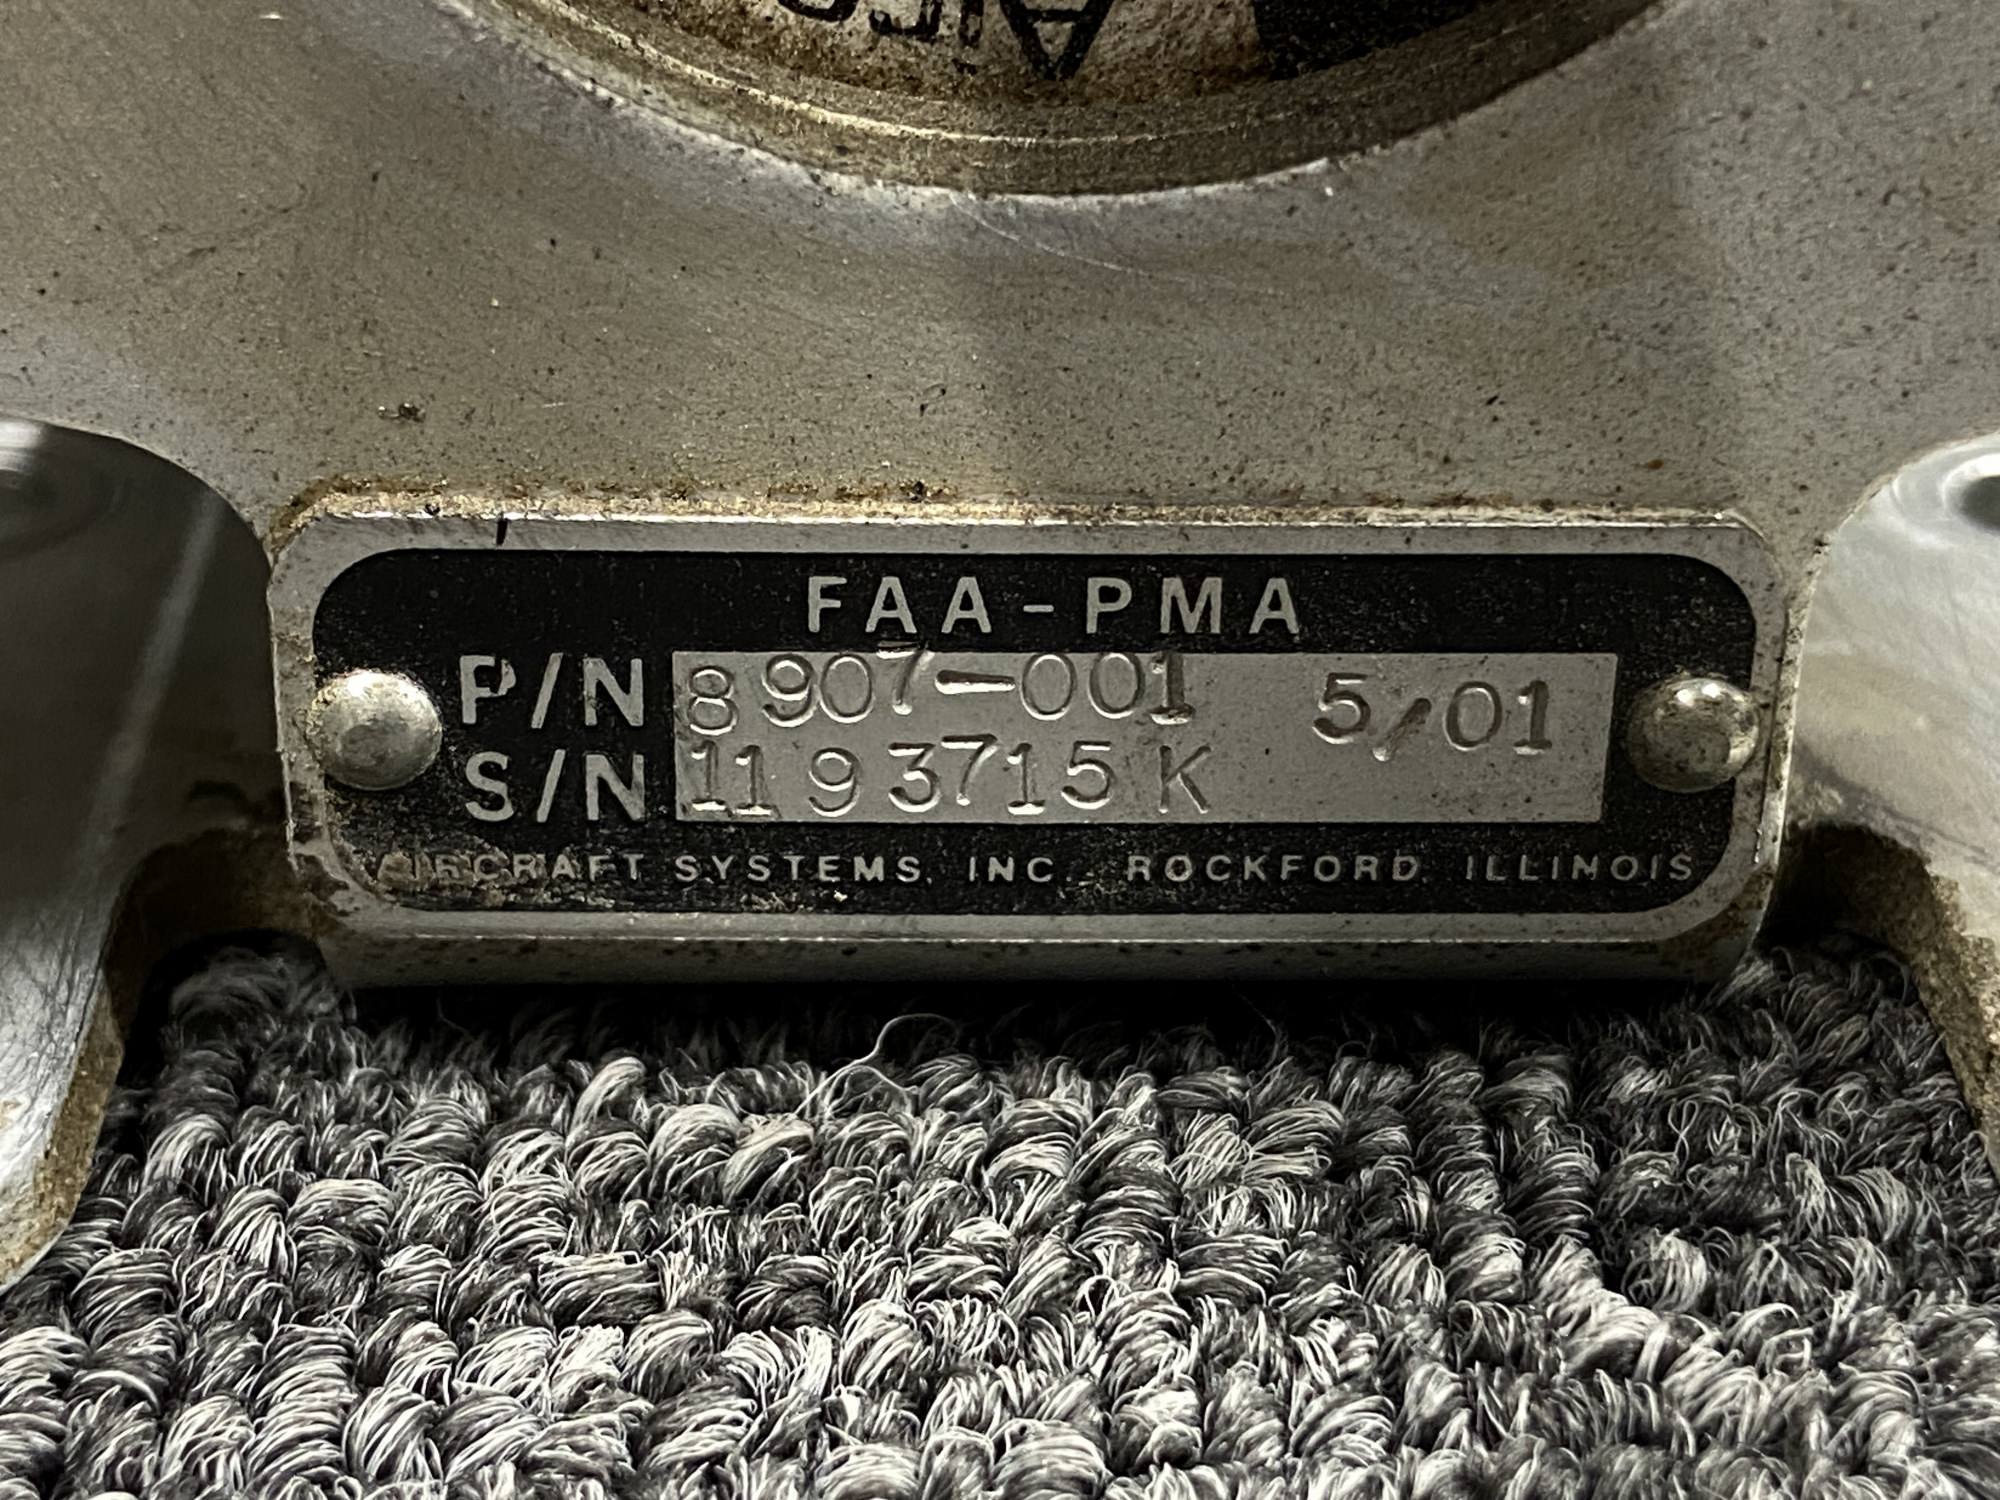 FAA-PMA
P/N 8907-001 5/01
S/N 1193715K
AIRCRAFT SYSTEMS, INC. ROCKFORD, ILLINOIS